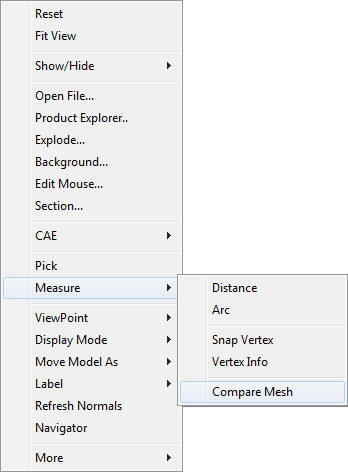 Reset
Fit View
Show/Hide
Open File...
Product Explorer..
Explode...
Background...
Edit Mouse...
Section...
CAE
Pick
Measure
ViewPoint
Display Mode
Move Model As
Label
Refresh Normals
Navigator
More
Distance
Arc
Snap Vertex
Vertex Info
Compare Mesh